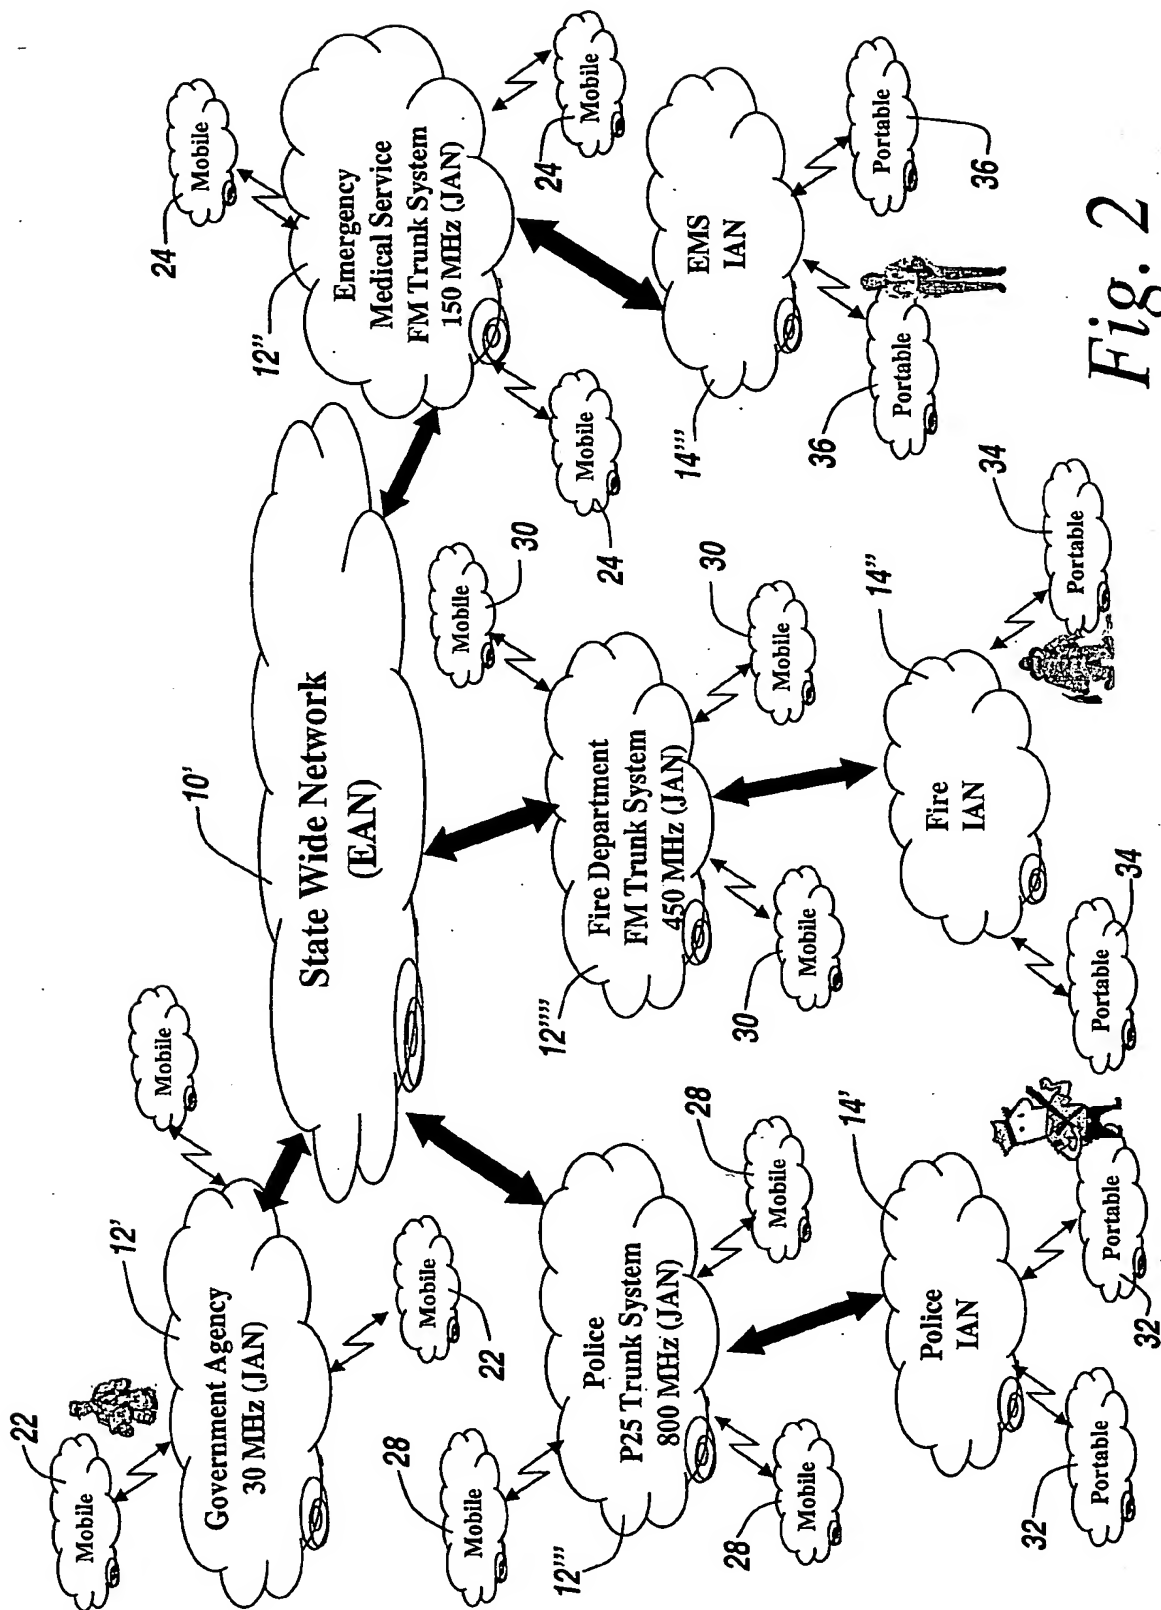 22
Mobile
12'
Government Agency
30 MHz (JAN)
Mobile
22
Mobile
10'
State Wide Network
(EAN)
24
Mobile
12''
Emergency
Medical Service
FM Trunk System
150 MHz (JAN)
24
Mobile
24
Mobile
28
Mobile
12'''
Police
P25 Trunk System
800 MHz (JAN)
28
Mobile
28
Mobile
30
Mobile
12''''
Fire Department
FM Trunk System
450 MHz (JAN)
30
Mobile
30
Mobile
14'
Police
IAN
32
Portable
32
Portable
14''
Fire
IAN
34
Portable
34
Portable
14'''
EMS
IAN
36
Portable
36
Portable
Fig. 2